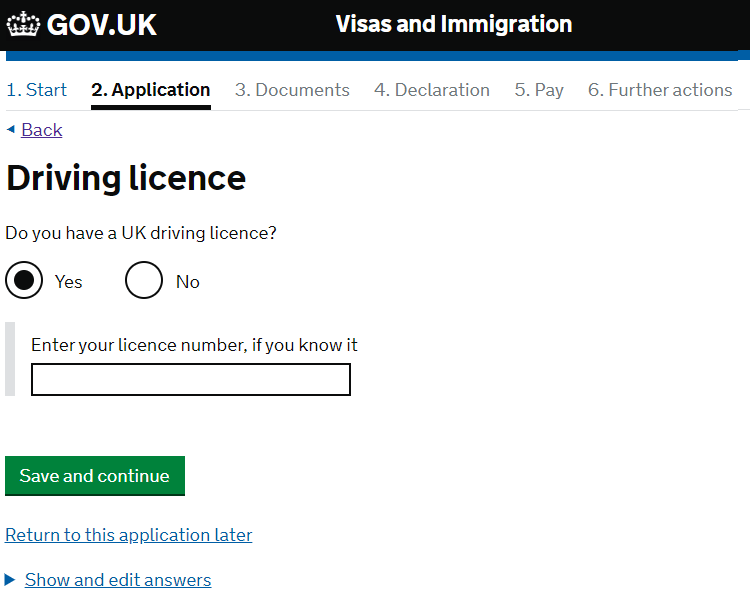 GOV.UK Visas and Immigration
1. Start 2. Application 3. Documents 4. Declaration 5. Pay 6. Further actions
Back
Driving licence
Do you have a UK driving licence?
Yes No
Enter your licence number, if you know it
Save and continue
Return to this application later
Show and edit answers